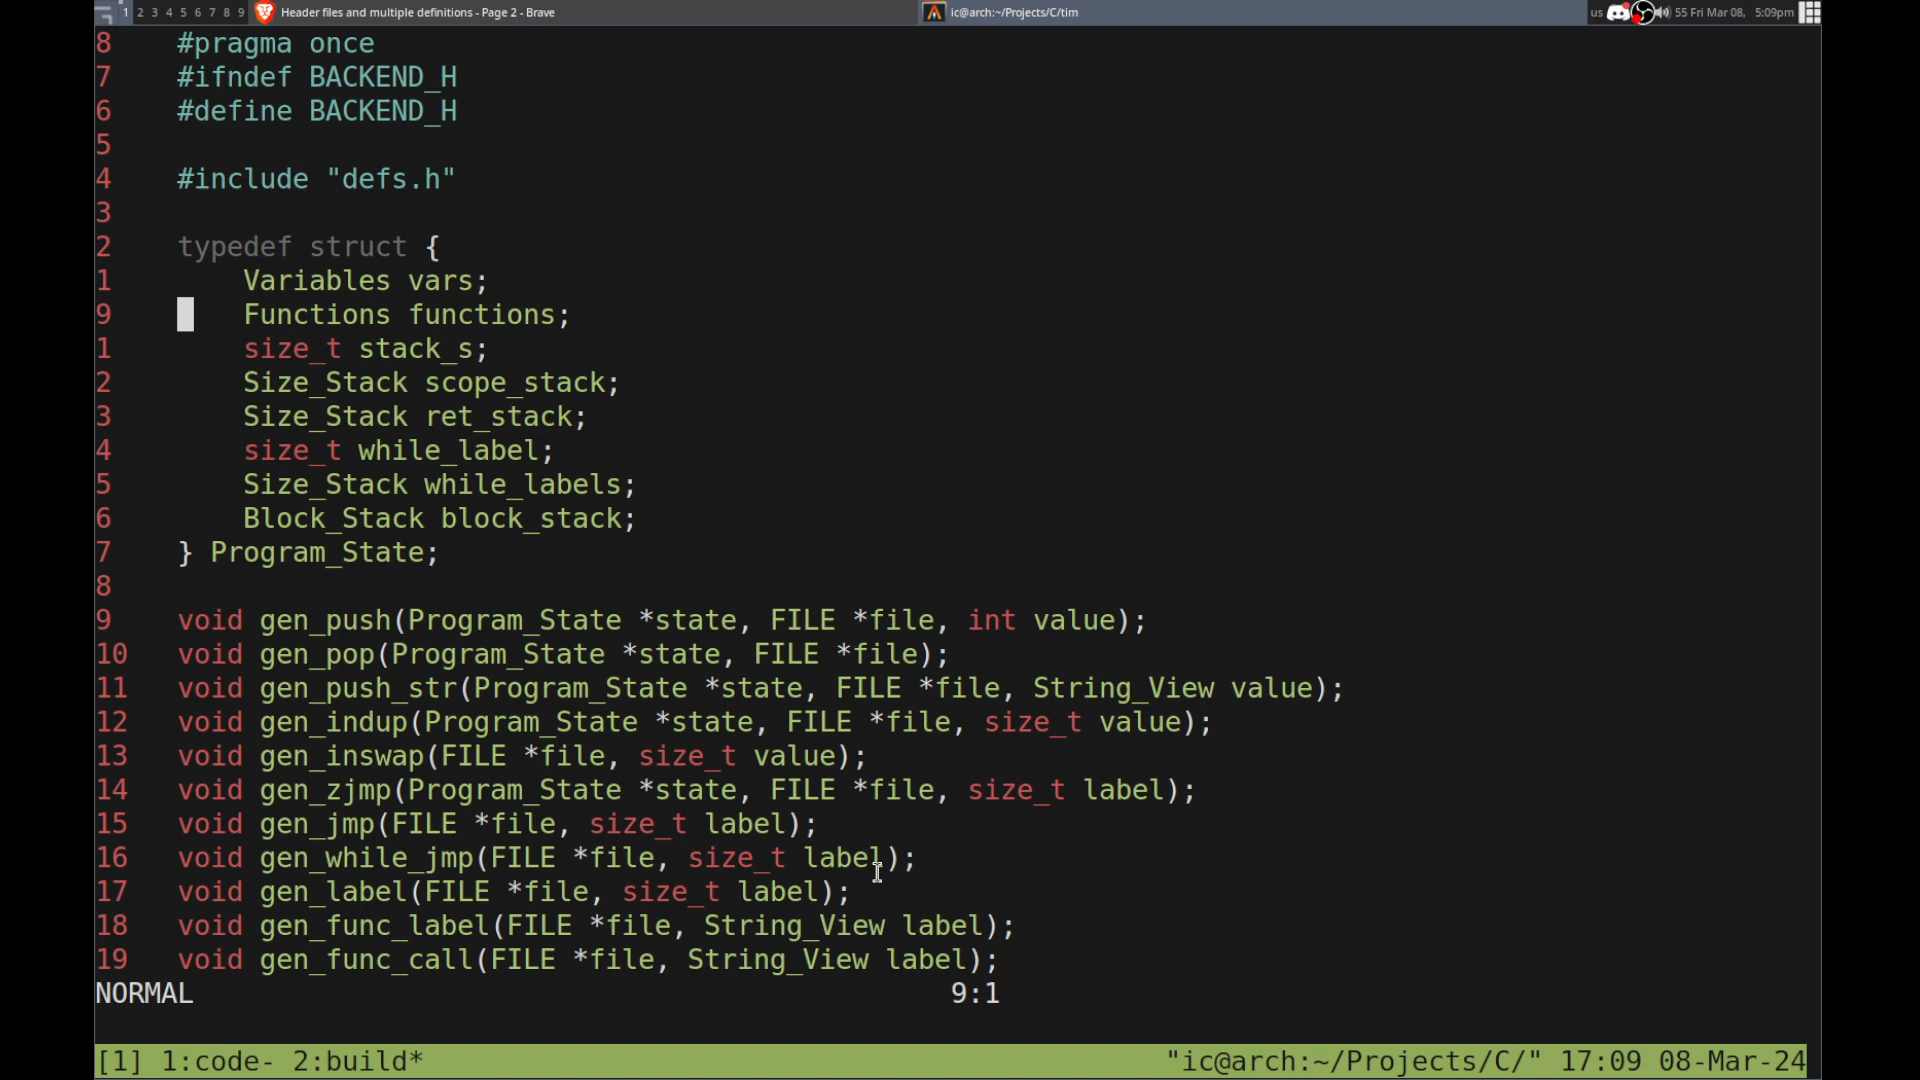 1 2 3 4 5 6 7 8 9 Header files and multiple definitions - Page 2 - Brave ic@arch:~/Projects/C/tim us 55 Fri Mar 08, 5:09pm
8 #pragma once
7 #ifndef BACKEND_H
6 #define BACKEND_H
5
4 #include "defs.h"
3
2 typedef struct {
1 Variables vars;
9 Functions functions;
1 size_t stack_s;
2 Size_Stack scope_stack;
3 Size_Stack ret_stack;
4 size_t while_label;
5 Size_Stack while_labels;
6 Block_Stack block_stack;
7 } Program_State;
8
9 void gen_push(Program_State *state, FILE *file, int value);
10 void gen_pop(Program_State *state, FILE *file);
11 void gen_push_str(Program_State *state, FILE *file, String_View value);
12 void gen_indup(Program_State *state, FILE *file, size_t value);
13 void gen_inswap(FILE *file, size_t value);
14 void gen_zjmp(Program_State *state, FILE *file, size_t label);
15 void gen_jmp(FILE *file, size_t label);
16 void gen_while_jmp(FILE *file, size_t label);
17 void gen_label(FILE *file, size_t label);
18 void gen_func_label(FILE *file, String_View label);
19 void gen_func_call(FILE *file, String_View label);
NORMAL 9:1
[1] 1:code- 2:build* "ic@arch:~/Projects/C/" 17:09 08-Mar-24